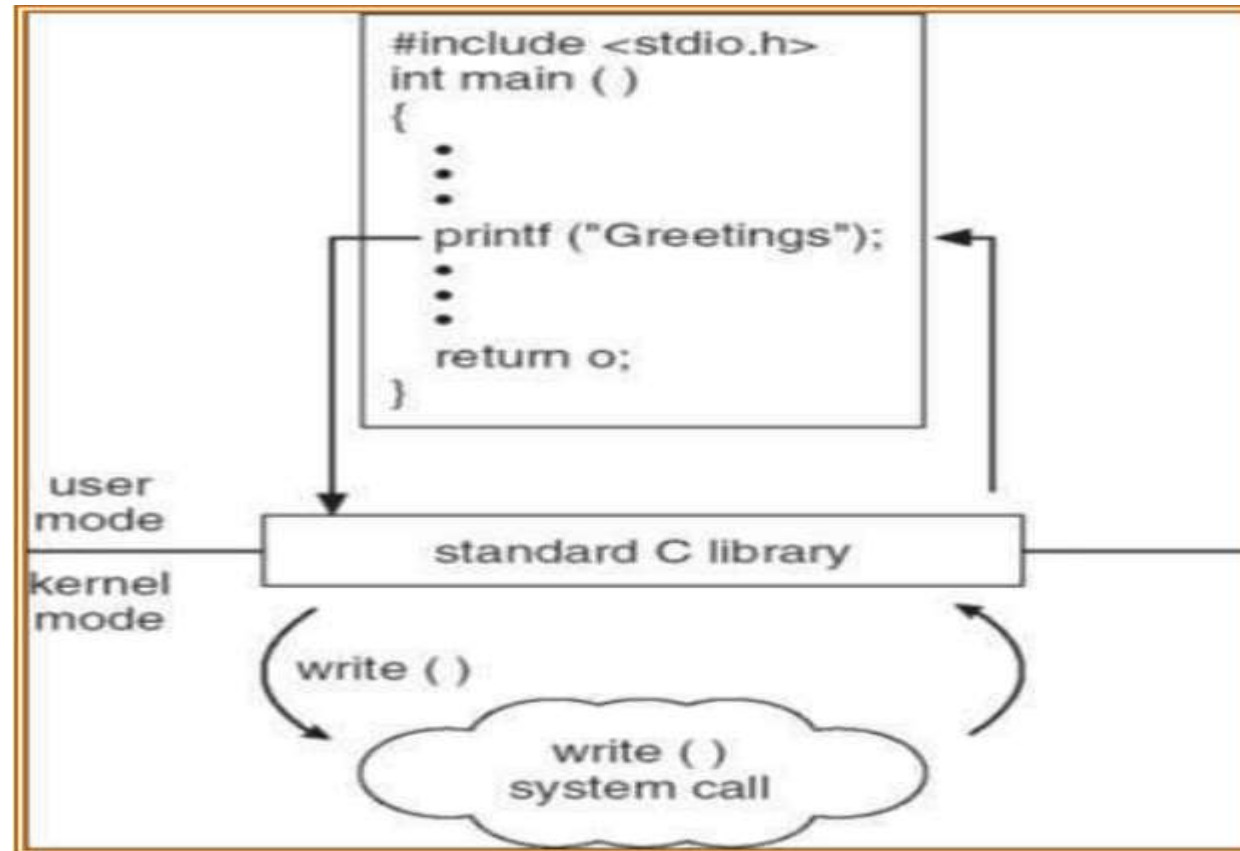 #include <stdio.h>
int main ( )
{
•
•
•
printf ("Greetings");
•
•
•
return o;
}
user
mode
standard C library
kernel
mode
write ( )
write ( )
system call